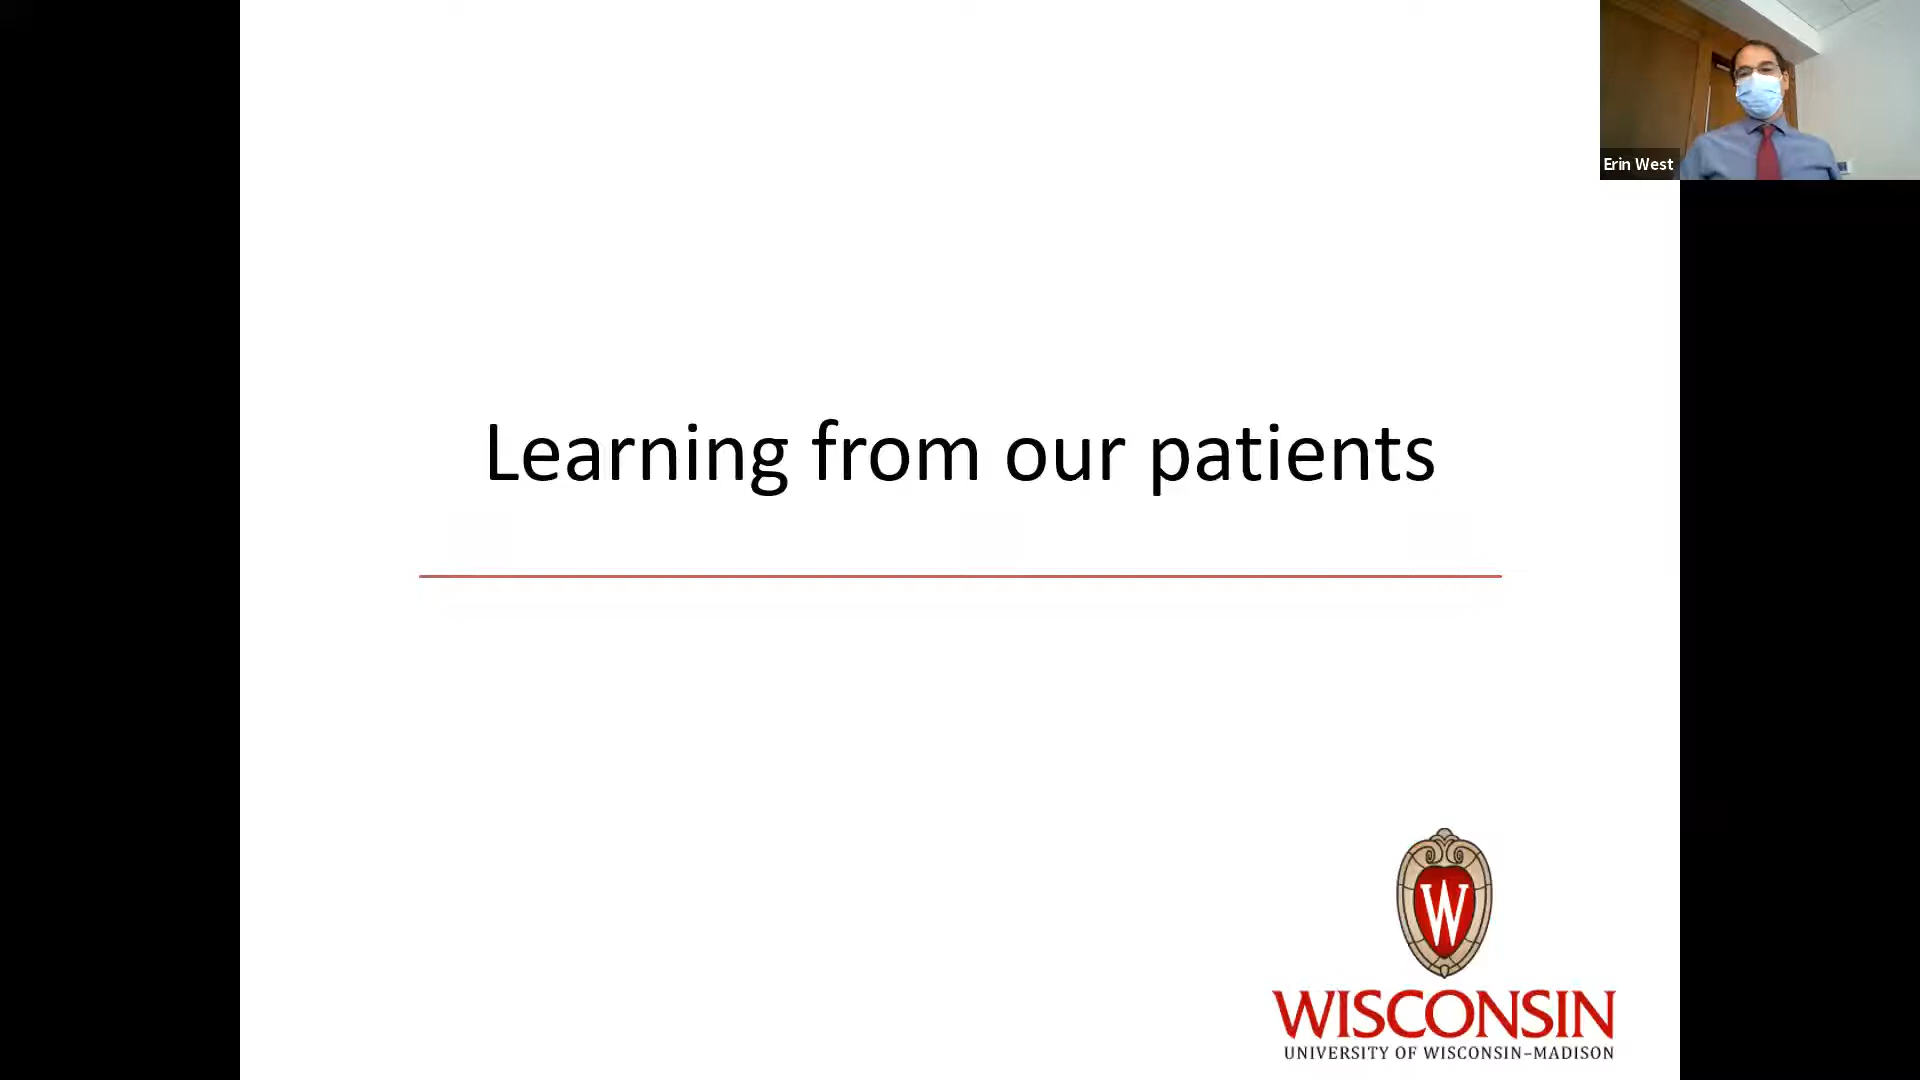 Erin West
Learning from our patients
W
WISCONSIN
UNIVERSITY OF WISCONSIN–MADISON